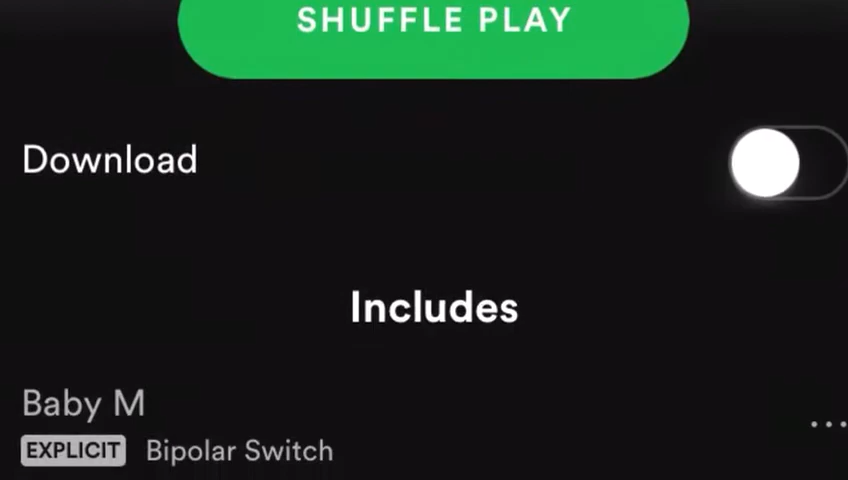 SHUFFLE PLAY
Download
Includes
Baby M
EXPLICIT Bipolar Switch